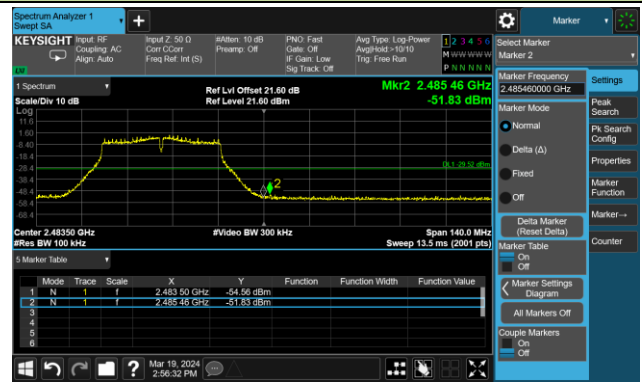 Spectrum Analyzer 1
Swept SA
Marker
KEYSIGHT
Input: RF
Coupling: AC
Align: Auto
Input Z: 50 Ω
Corr CCorr
Freq Ref: Int (S)
#Atten: 10 dB
Preamp: Off
PNO: Fast
Gate: Off
IF Gain: Low
Sig Track: Off
Avg Type: Log-Power
Avg|Hold:>10/10
Trig: Free Run
1 2 3 4 5 6
M W W W W W
P N N N N N
LW
Select Marker
Marker 2
1 Spectrum
Scale/Div 10 dB
Ref Lvl Offset 21.60 dB
Ref Level 21.60 dBm
Mkr2 2.485 46 GHz
-51.83 dBm
Log
11.6
1.60
-8.40
-18.4
-28.4
-38.4
-48.4
-58.4
-68.4
DL1 -29.52 dBm
2
Center 2.48350 GHz
#Res BW 100 kHz
#Video BW 300 kHz
Span 140.0 MHz
Sweep 13.5 ms (2001 pts)
5 Marker Table
Mode Trace Scale X Y Function Function Width Function Value
1 N 1 f 2.483 50 GHz -54.56 dBm
2 N 1 f 2.485 46 GHz -51.83 dBm
3
4
5
6
Marker Frequency
2.485460000 GHz
Marker Mode
Normal
Delta (Δ)
Fixed
Off
Delta Marker
(Reset Delta)
Marker Table
On
Off
Marker Settings
Diagram
All Markers Off
Couple Markers
On
Off
Settings
Peak
Search
Pk Search
Config
Properties
Marker
Function
Marker→
Counter
?
Mar 19, 2024
2:56:32 PM